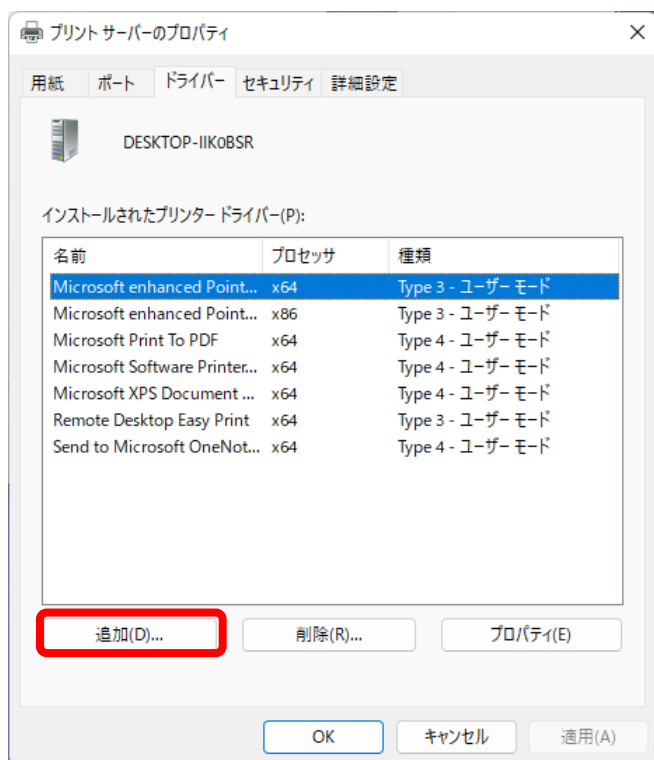 プリント サーバーのプロパティ
用紙 ポート ドライバー セキュリティ 詳細設定
DESKTOP-IIK0BSR
インストールされたプリンター ドライバー(P):
名前 プロセッサ 種類
Microsoft enhanced Point... x64 Type 3 - ユーザー モード
Microsoft enhanced Point... x86 Type 3 - ユーザー モード
Microsoft Print To PDF x64 Type 4 - ユーザー モード
Microsoft Software Printer... x64 Type 4 - ユーザー モード
Microsoft XPS Document ... x64 Type 4 - ユーザー モード
Remote Desktop Easy Print x64 Type 3 - ユーザー モード
Send to Microsoft OneNot... x64 Type 4 - ユーザー モード
追加(D)... 削除(R)... プロパティ(E)
OK キャンセル 適用(A)